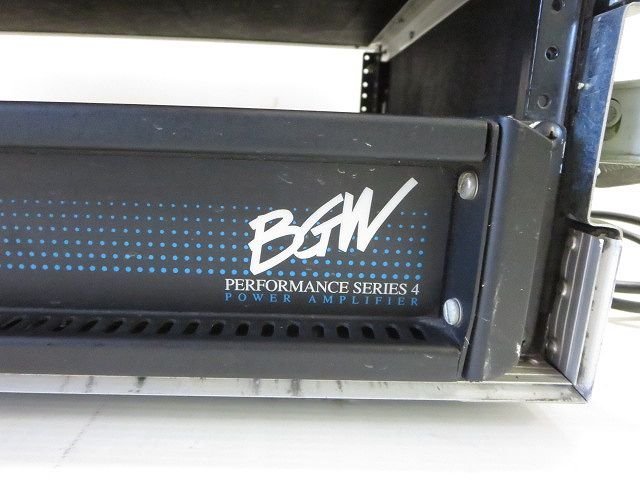 BGW
PERFORMANCE SERIES 4
POWER AMPLIFIER